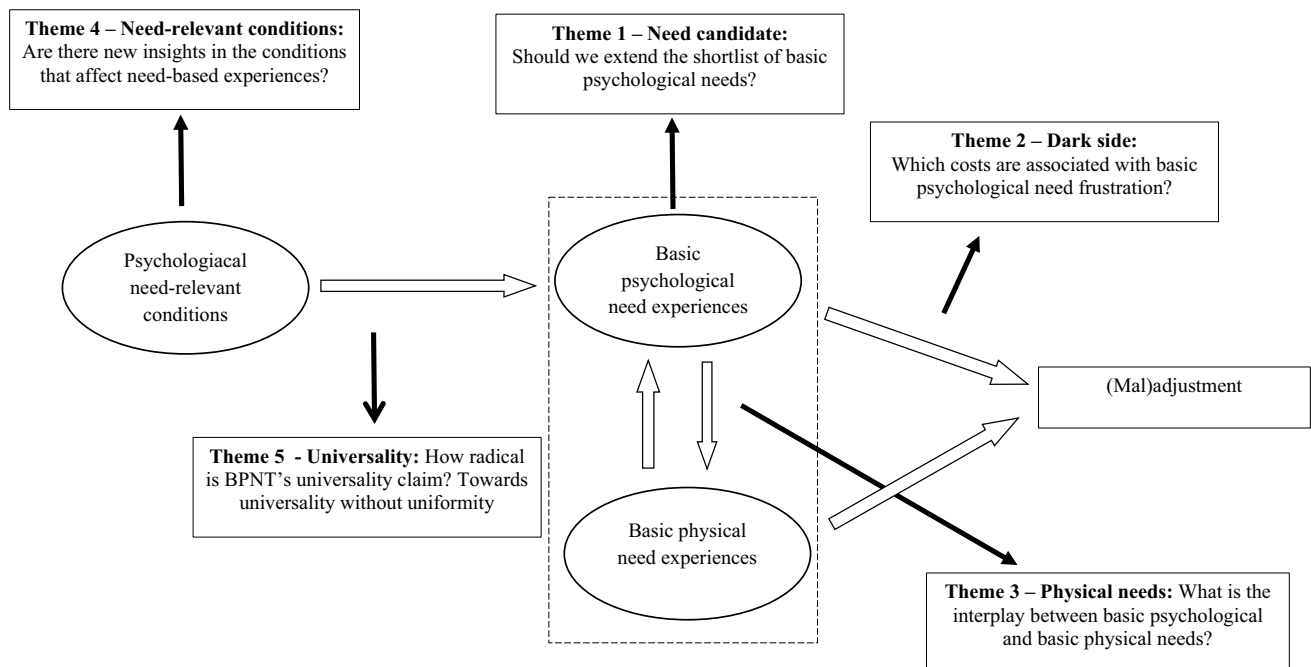 Theme 4 – Need-relevant conditions:
Are there new insights in the conditions
that affect need-based experiences?
Theme 1 – Need candidate:
Should we extend the shortlist of basic
psychological needs?
Theme 2 – Dark side:
Which costs are associated with basic
psychological need frustration?
Psychologiacal
need-relevant
conditions
Basic
psychological
need experiences
(Mal)adjustment
Theme 5 - Universality: How radical
is BPNT’s universality claim? Towards
universality without uniformity
Basic physical
need experiences
Theme 3 – Physical needs: What is the
interplay between basic psychological
and basic physical needs?